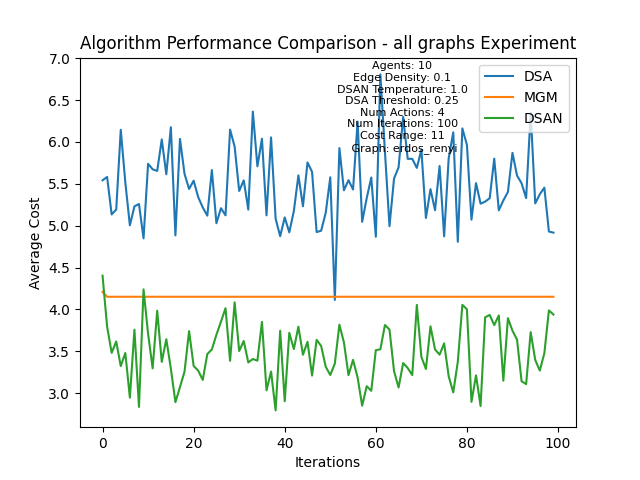 Algorithm Performance Comparison - all graphs Experiment
Agents: 10
Edge Density: 0.1
DSAN Temperature: 1.0
DSA Threshold: 0.25
Num Actions: 4
Num Iterations: 100
Cost Range: 11
Graph: erdos_renyi
DSA
MGM
DSAN
7.0
6.5
6.0
5.5
5.0
4.5
4.0
3.5
3.0
Average Cost
0 20 40 60 80 100
Iterations